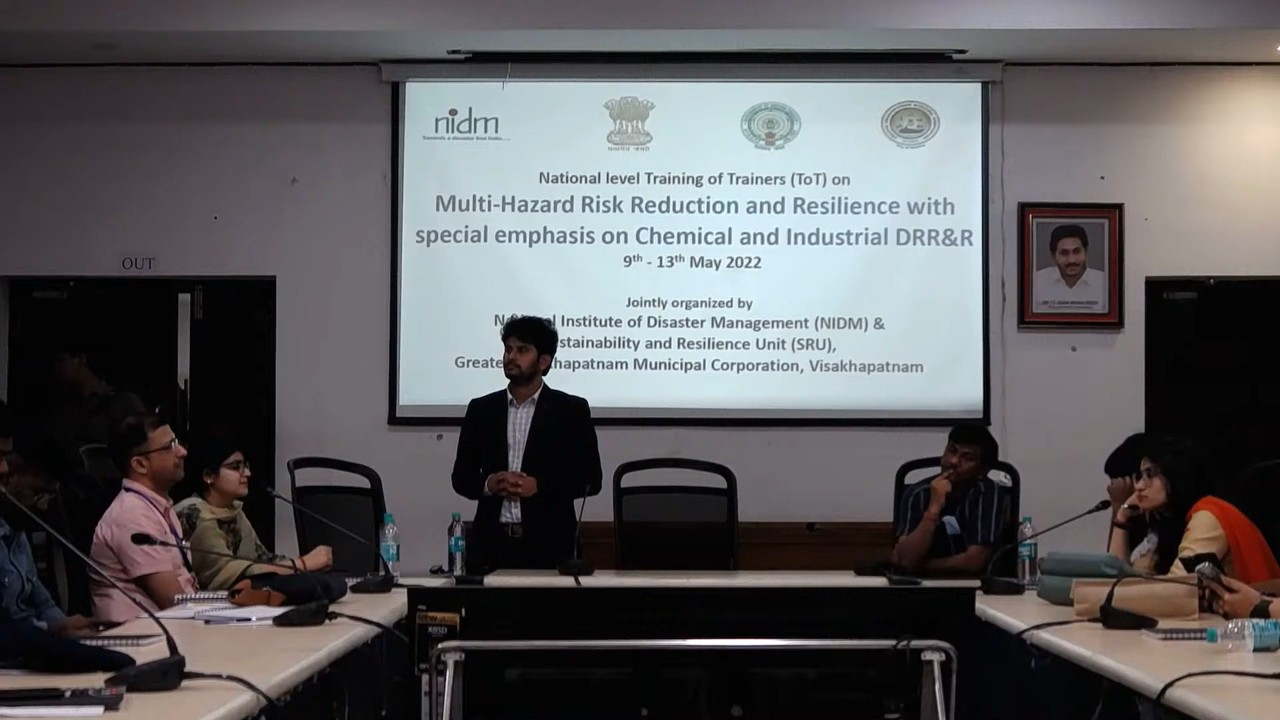 nidm
National level Training of Trainers (ToT) on
Multi-Hazard Risk Reduction and Resilience with
special emphasis on Chemical and Industrial DRR&R
9th - 13th May 2022
Jointly organized by
Institute of Disaster Management (NIDM) &
and Resilience Unit (SRU),
Municipal Corporation, Visakhapatnam
OUT